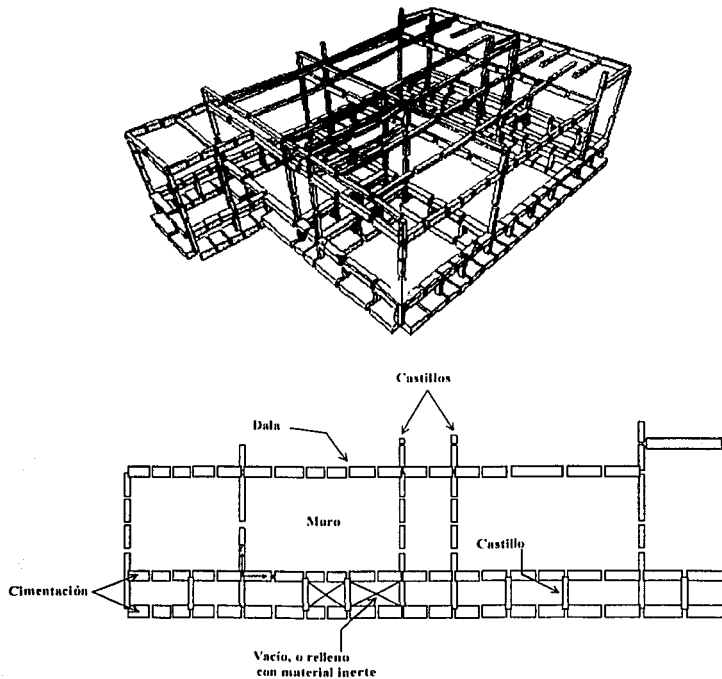 Castillos
Dala
Muro
Castillo
Cimentación
Vacío, o relleno
con material inerte